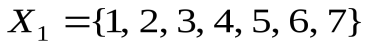 X₁ ={1, 2, 3, 4, 5, 6, 7}